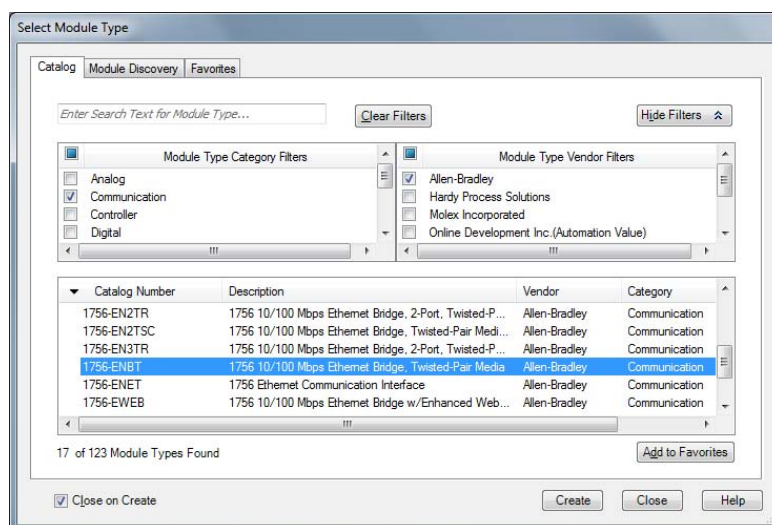 Select Module Type
Catalog Module Discovery Favorites
Enter Search Text for Module Type... Clear Filters Hide Filters
Module Type Category Filters Module Type Vendor Filters
Analog Allen-Bradley
Communication Hardy Process Solutions
Controller Molex Incorporated
Digital Online Development Inc.(Automation Value)
Catalog Number Description Vendor Category
1756-EN2TR 1756 10/100 Mbps Ethernet Bridge, 2-Port, Twisted-P... Allen-Bradley Communication
1756-EN2TSC 1756 10/100 Mbps Ethernet Bridge, Twisted-Pair Medi... Allen-Bradley Communication
1756-EN3TR 1756 10/100 Mbps Ethernet Bridge, 2-Port, Twisted-P... Allen-Bradley Communication
1756-ENBT 1756 10/100 Mbps Ethernet Bridge, Twisted-Pair Media Allen-Bradley Communication
1756-ENET 1756 Ethernet Communication Interface Allen-Bradley Communication
1756-EWEB 1756 10/100 Mbps Ethernet Bridge w/Enhanced Web... Allen-Bradley Communication
17 of 123 Module Types Found Add to Favorites
Close on Create Create Close Help